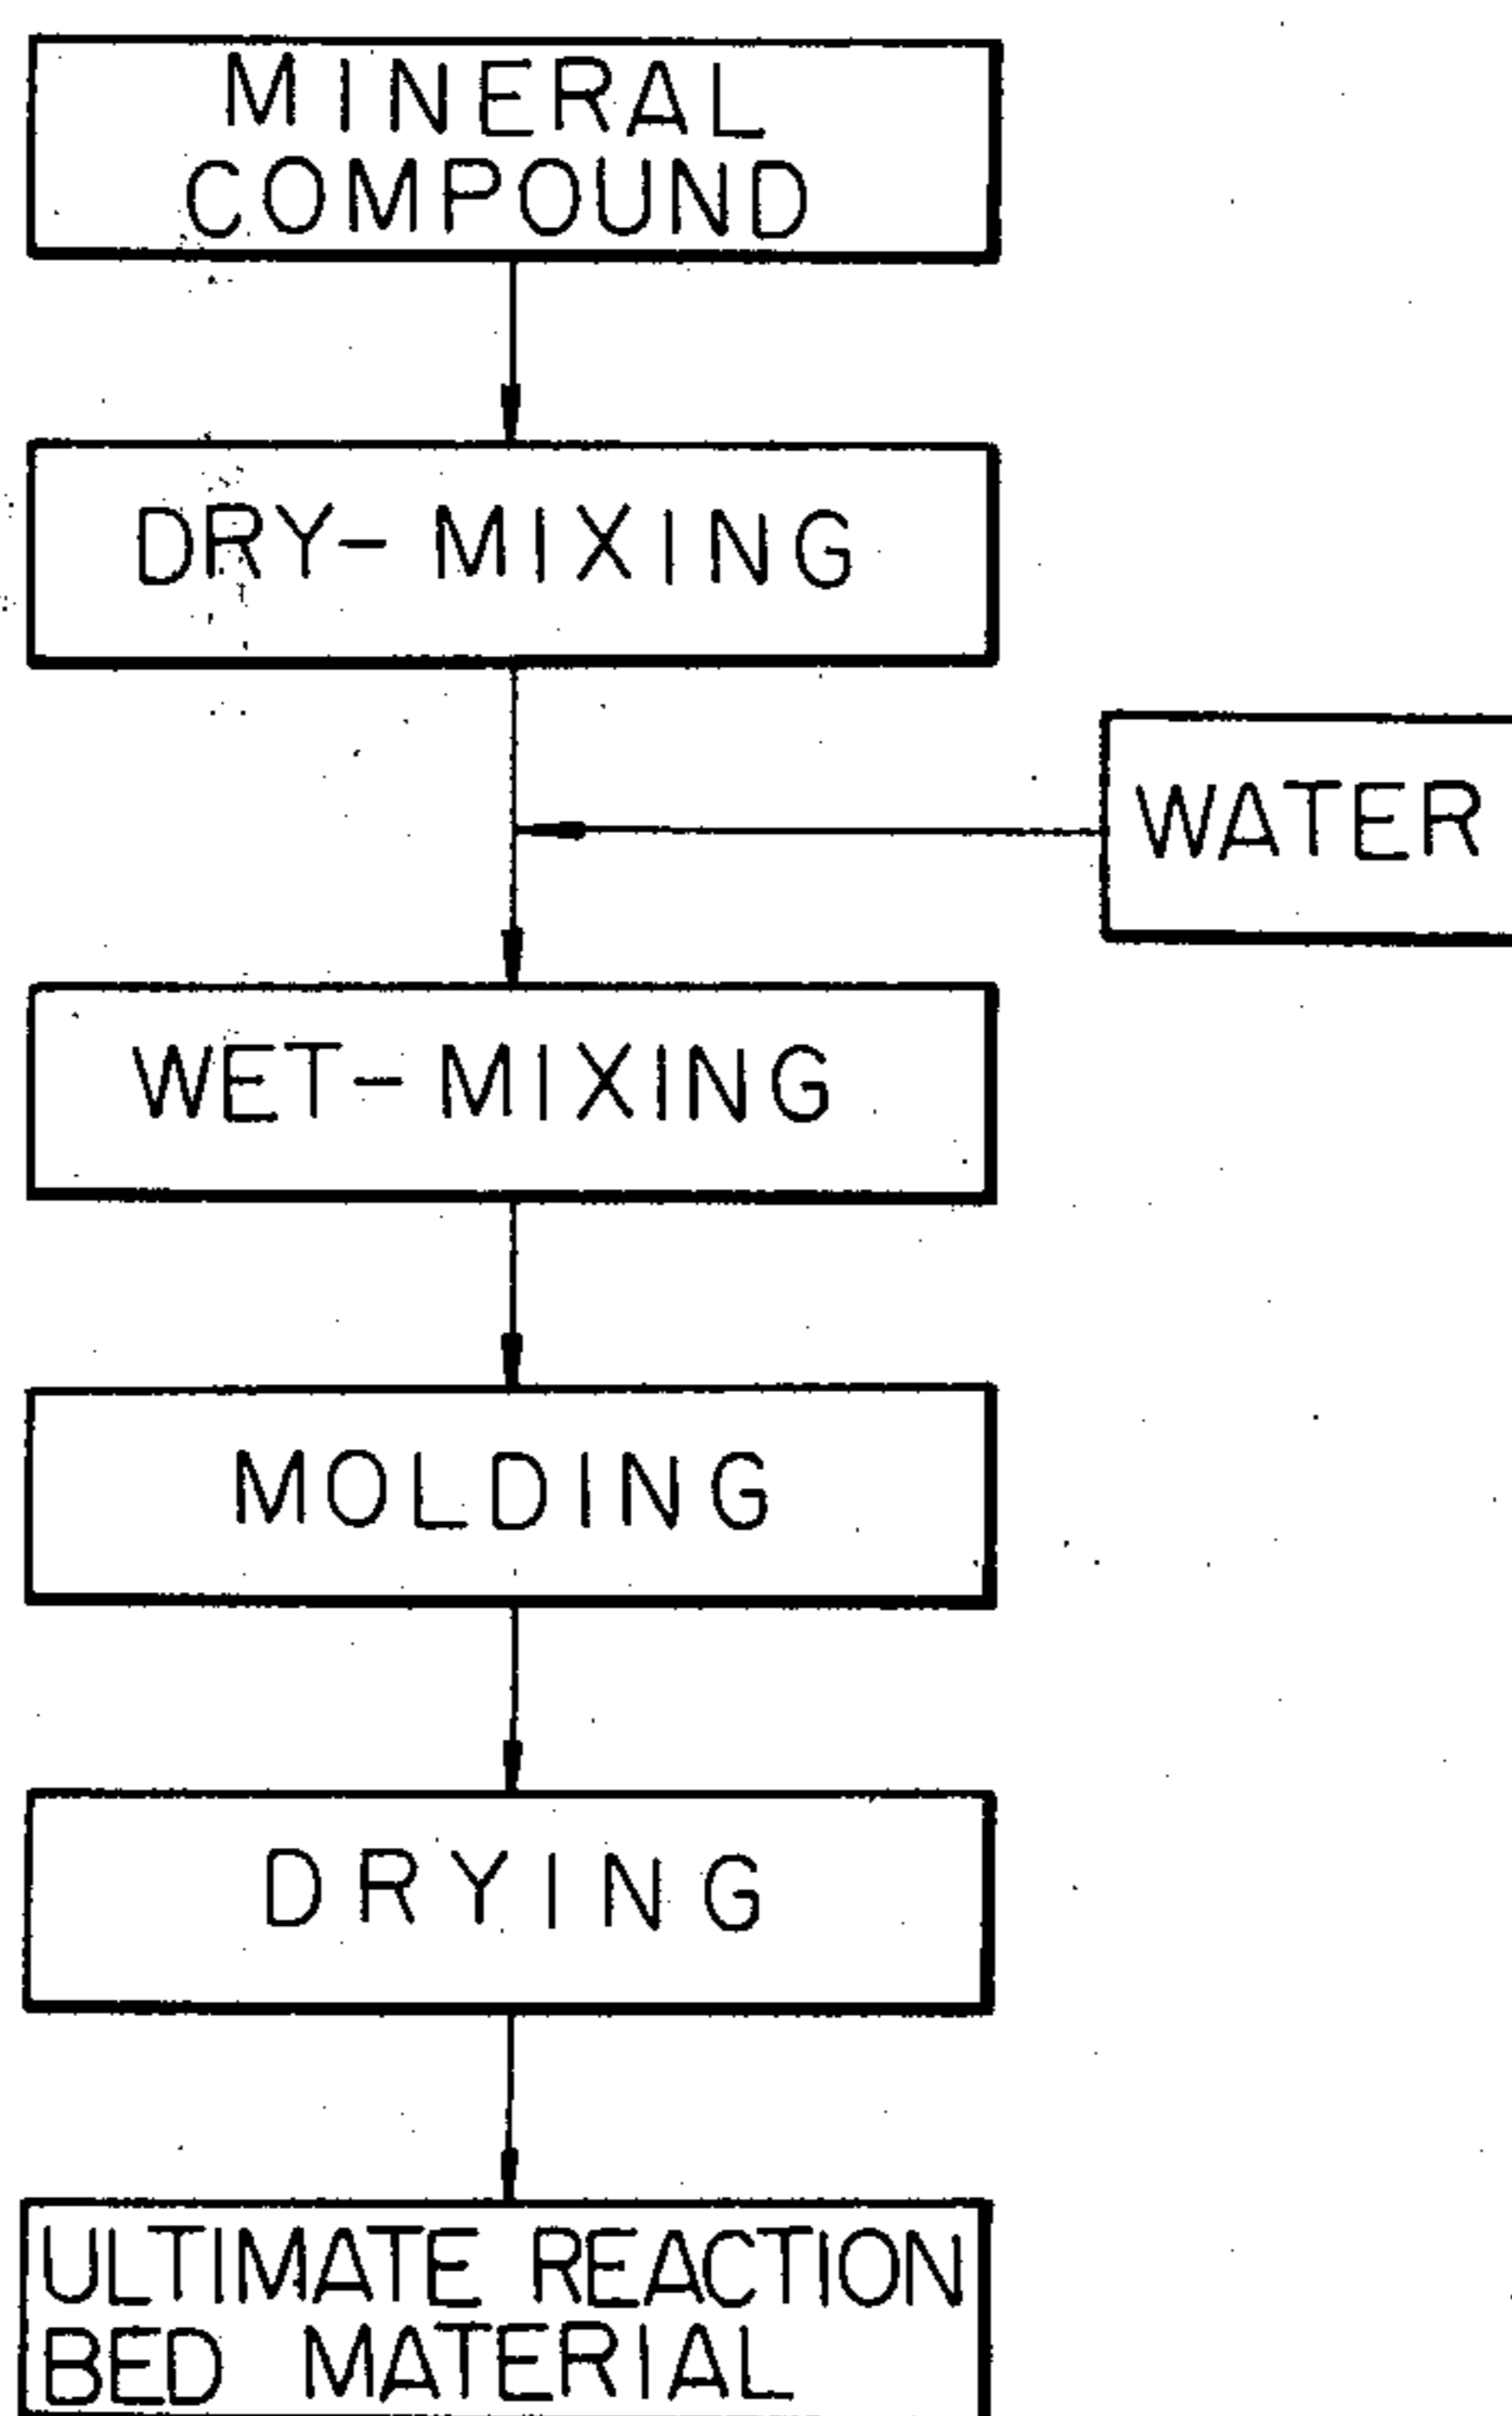 MINERAL
COMPOUND
DRY-MIXING
WATER
WET-MIXING
MOLDING
DRYING
ULTIMATE REACTION
BED MATERIAL